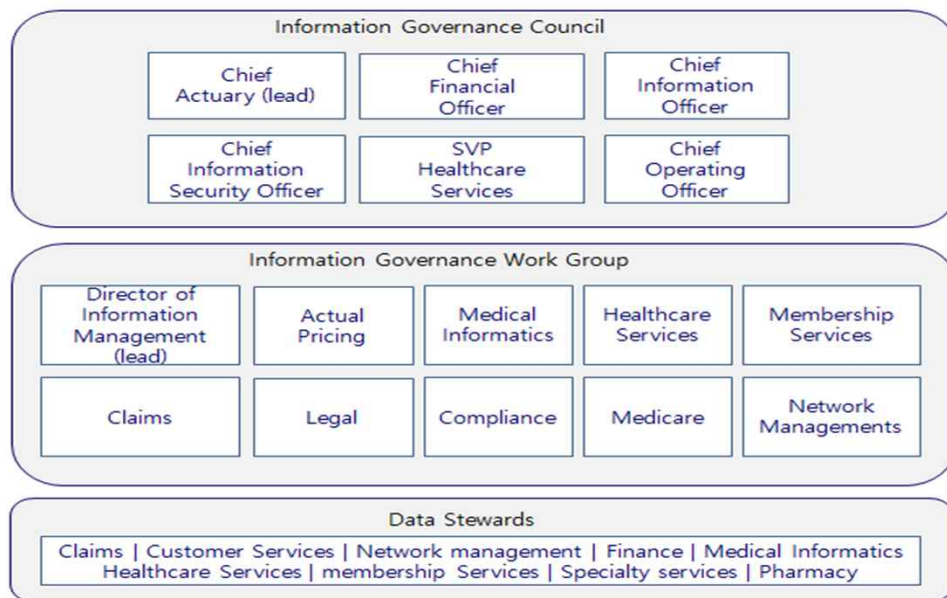 Information Governance Council
Chief
Actuary (lead)
Chief
Financial
Officer
Chief
Information
Officer
Chief
Information
Security Officer
SVP
Healthcare
Services
Chief
Operating
Officer
Information Governance Work Group
Director of
Information
Management
(lead)
Actual
Pricing
Medical
Informatics
Healthcare
Services
Membership
Services
Claims
Legal
Compliance
Medicare
Network
Managements
Data Stewards
Claims | Customer Services | Network management | Finance | Medical Informatics
Healthcare Services | membership Services | Specialty services | Pharmacy